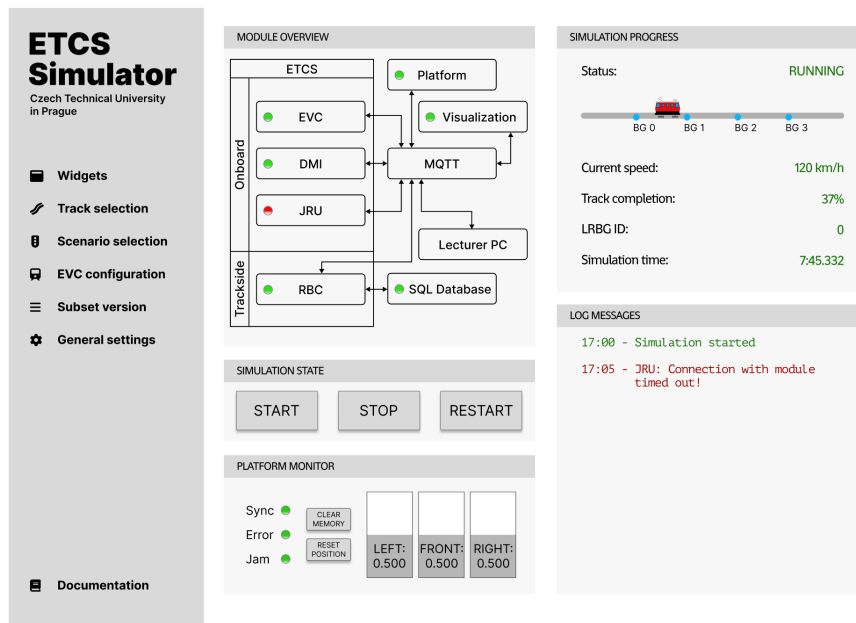 ETCS
Simulator
Czech Technical University
in Prague
Widgets
Track selection
Scenario selection
EVC configuration
Subset version
General settings
Documentation
MODULE OVERVIEW
ETCS
Onboard
Trackside
EVC
DMI
JRU
RBC
Platform
Visualization
MQTT
Lecturer PC
SQL Database
SIMULATION STATE
START
STOP
RESTART
PLATFORM MONITOR
Sync
Error
Jam
CLEAR
MEMORY
RESET
POSITION
LEFT:
0.500
FRONT:
0.500
RIGHT:
0.500
SIMULATION PROGRESS
Status: RUNNING
BG 0 BG 1 BG 2 BG 3
Current speed: 120 km/h
Track completion: 37%
LRBG ID: 0
Simulation time: 7:45.332
LOG MESSAGES
17:00 - Simulation started
17:05 - JRU: Connection with module
timed out!